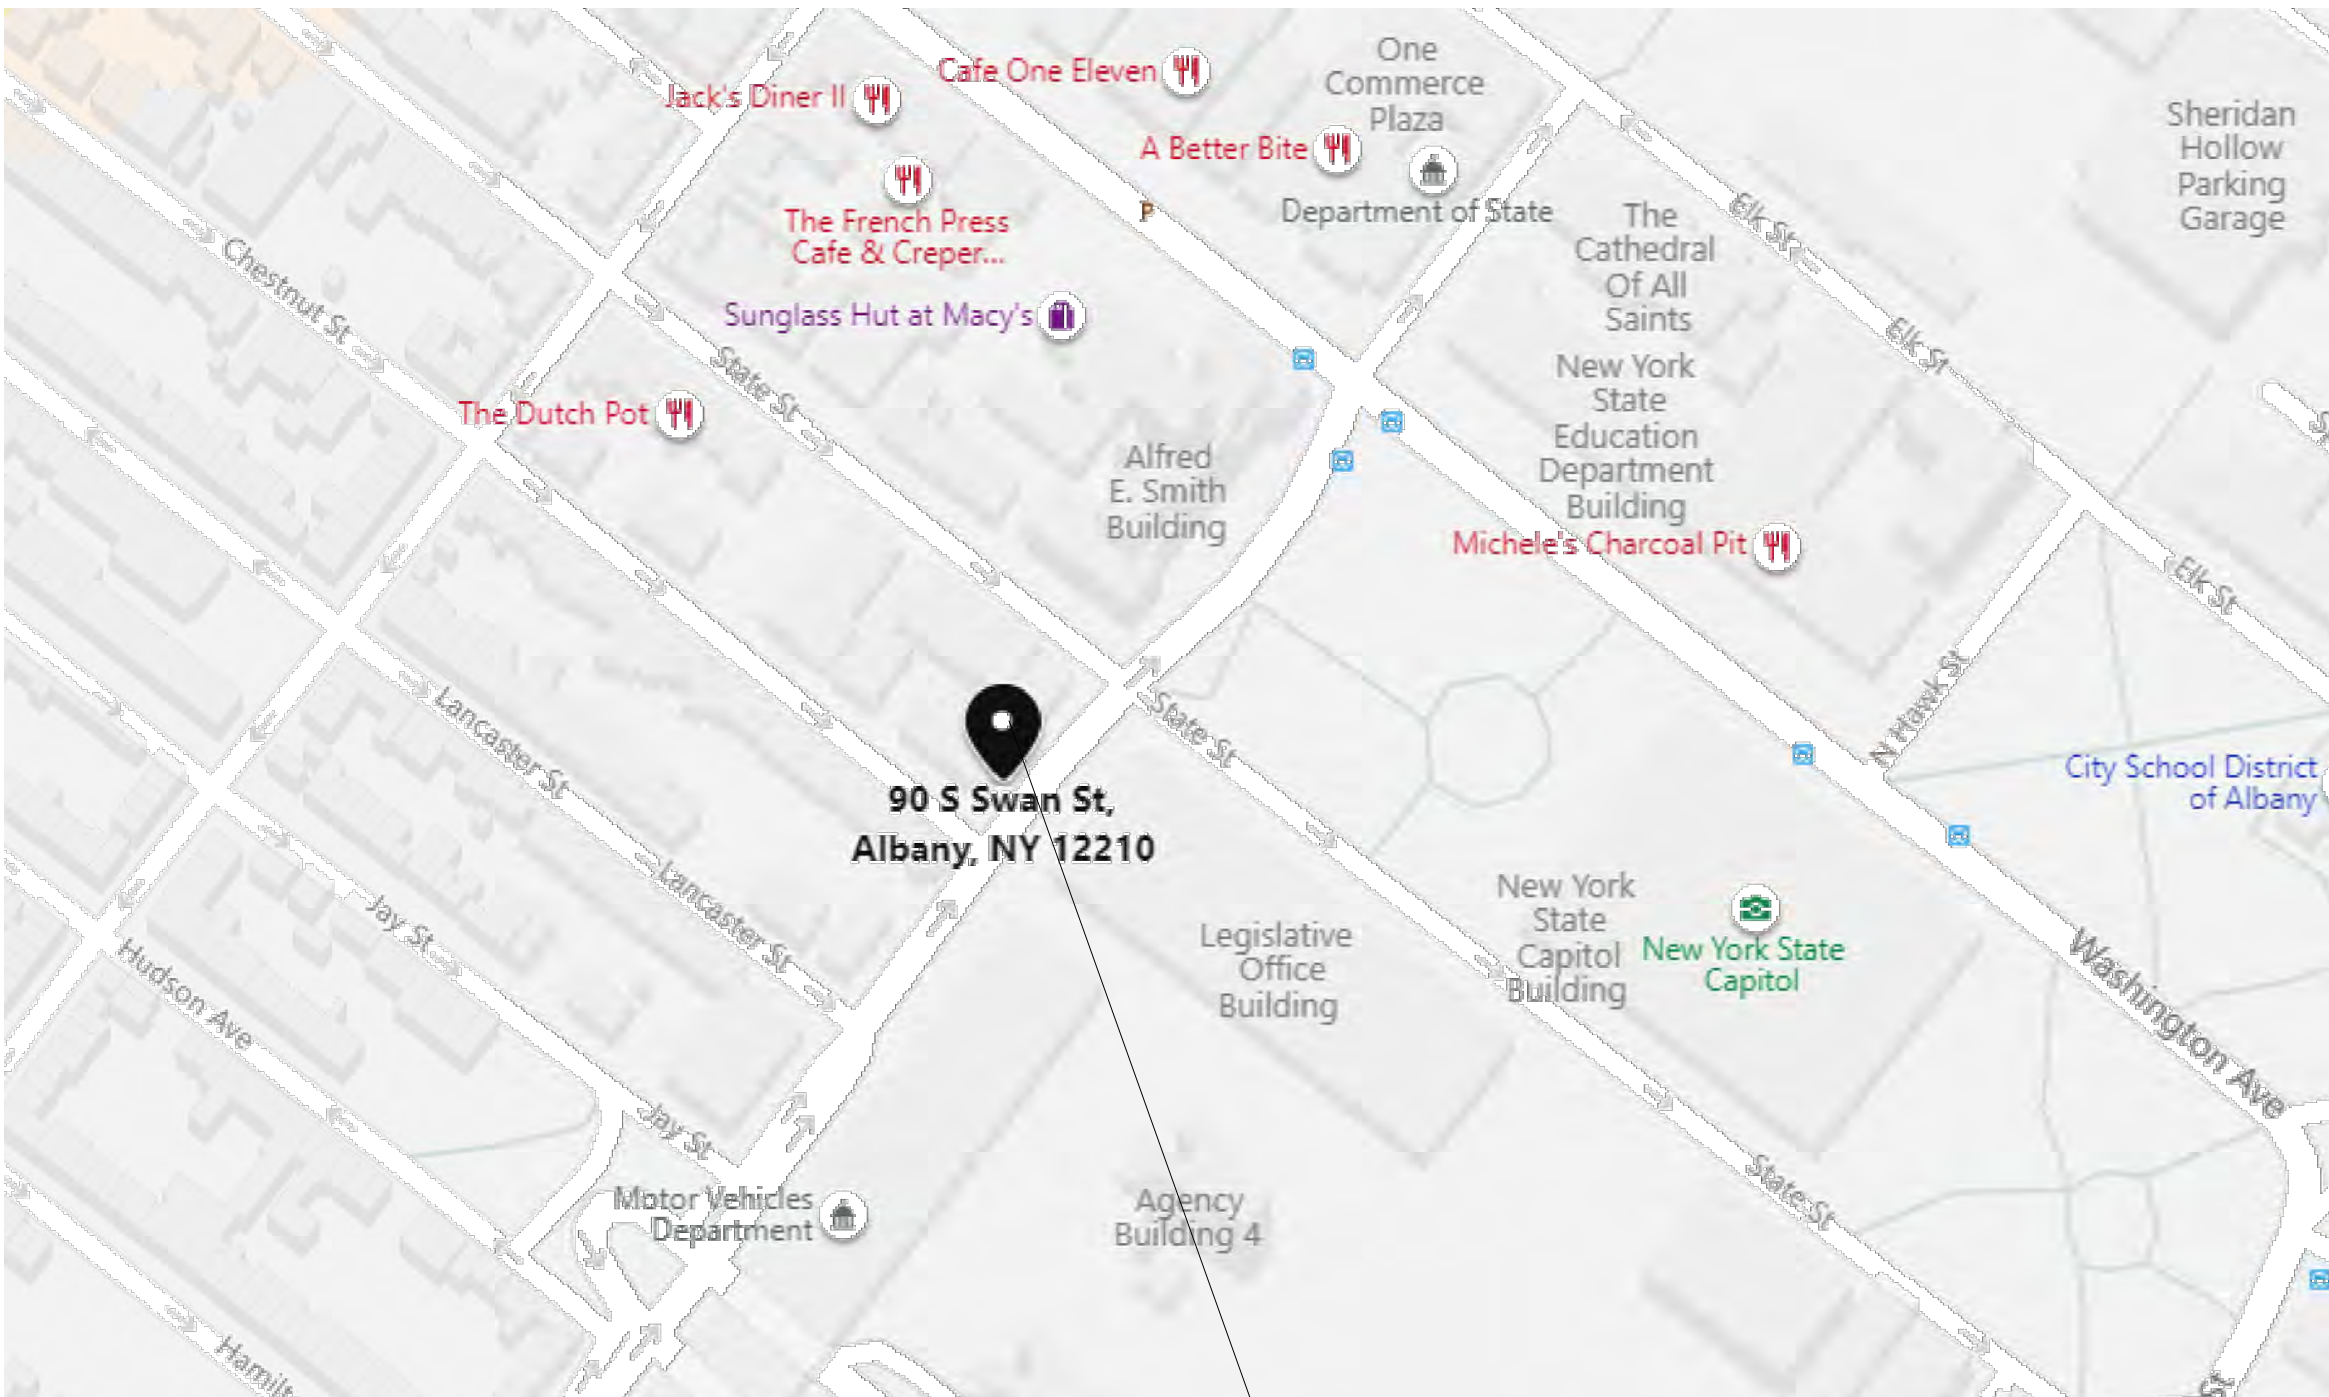 One
Commerce
Plaza
Cafe One Eleven
Jack's Diner II
A Better Bite
Department of State
Sheridan
Hollow
Parking
Garage
The French Press
Cafe & Creper...
P
The
Cathedral
Of All
Saints
Elk St
Chestnut St
Sunglass Hut at Macy's
Elk St
State St
New York
State
Education
Department
Building
The Dutch Pot
Alfred
E. Smith
Building
Michele's Charcoal Pit
Elk St
N Hawk St
Lancaster St
State St
City School District
of Albany
90 S Swan St,
Albany, NY 12210
Lancaster St
Jay St
Hudson Ave
Legislative
Office
Building
New York
State
Capitol
Building
New York State
Capitol
Washington Ave
Jay St
State St
Motor Vehicles
Department
Agency
Building 4
Hamilt